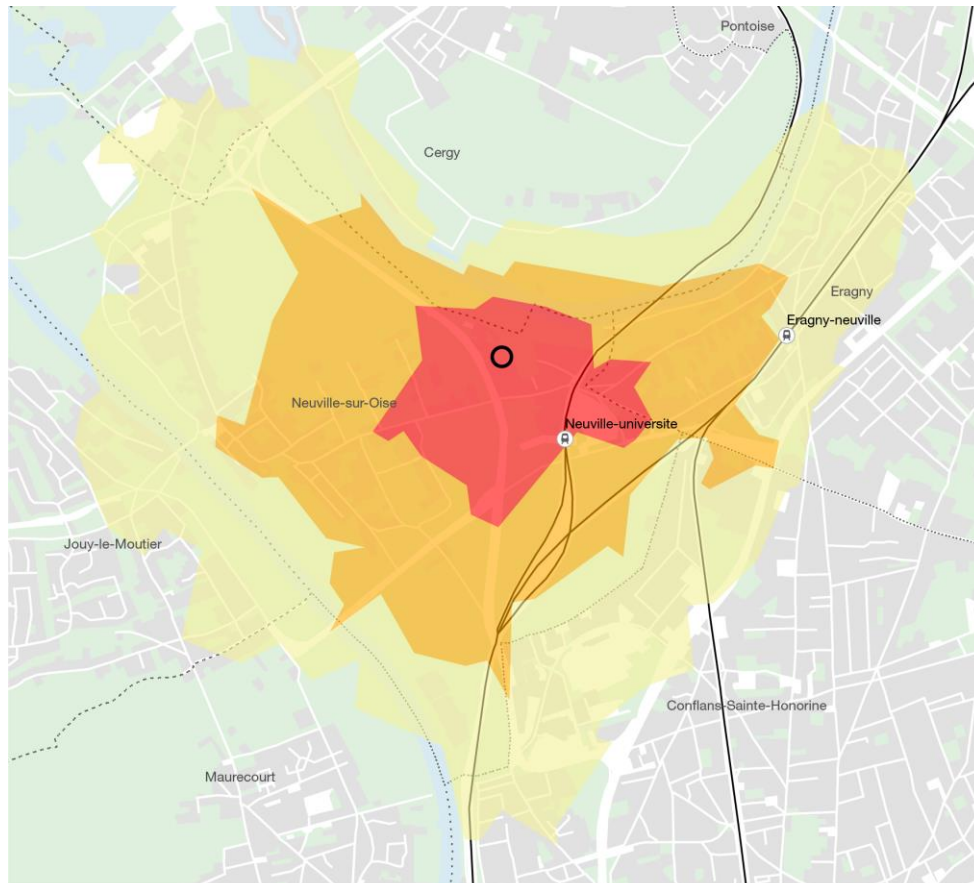 Pontoise
Cergy
Eragny
Eragny-neuville
Neuville-sur-Oise
Neuville-universite
Jouy-le-Moutier
Conflans-Sainte-Honorine
Maurecourt